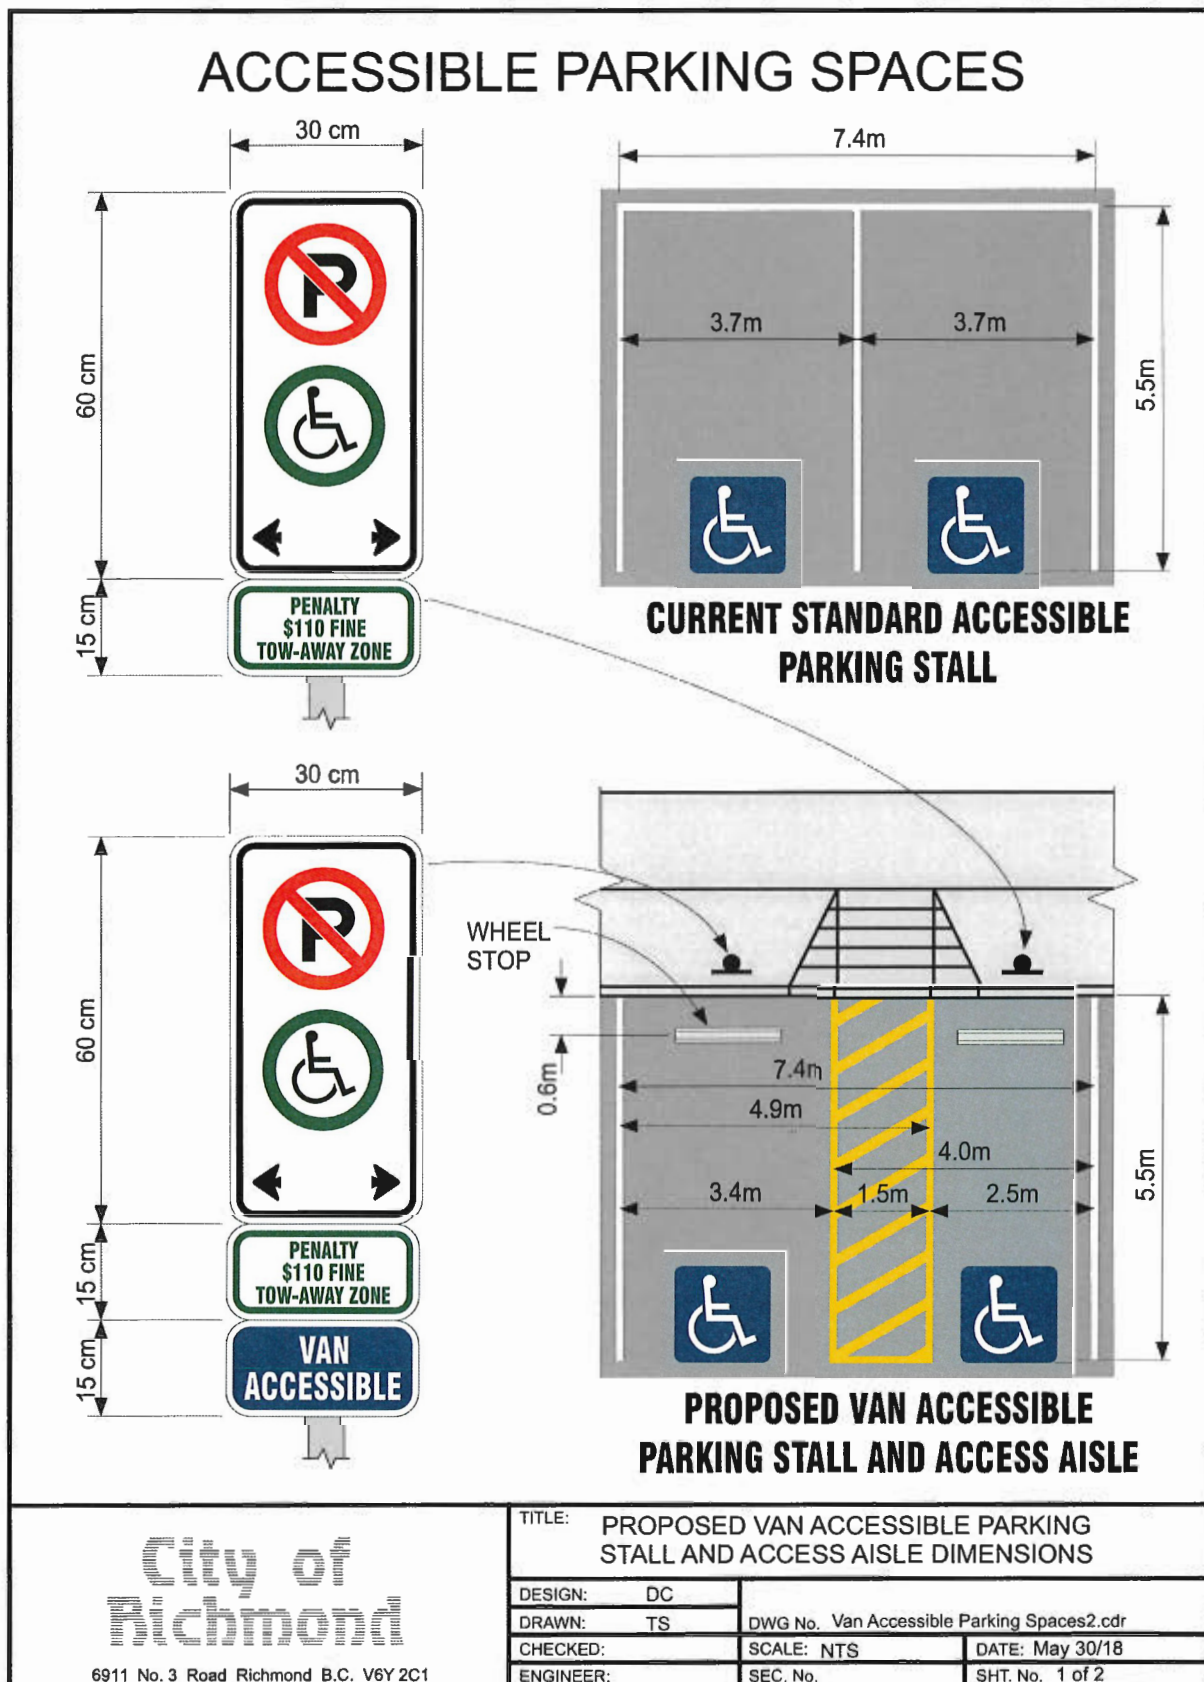 ACCESSIBLE PARKING SPACES
30 cm
60 cm
P
15 cm
PENALTY
$110 FINE
TOW-AWAY ZONE
7.4m
3.7m
3.7m
5.5m
CURRENT STANDARD ACCESSIBLE
PARKING STALL
30 cm
60 cm
P
15 cm
PENALTY
$110 FINE
TOW-AWAY ZONE
15 cm
VAN
ACCESSIBLE
WHEEL
STOP
0.6m
7.4m
4.9m
4.0m
3.4m
1.5m
2.5m
5.5m
PROPOSED VAN ACCESSIBLE
PARKING STALL AND ACCESS AISLE
City of
Richmond
6911 No. 3 Road Richmond B.C. V6Y 2C1
TITLE: PROPOSED VAN ACCESSIBLE PARKING
STALL AND ACCESS AISLE DIMENSIONS
DESIGN: DC
DRAWN: TS
DWG No. Van Accessible Parking Spaces2.cdr
CHECKED:
SCALE: NTS
DATE: May 30/18
ENGINEER:
SEC. No.
SHT. No. 1 of 2